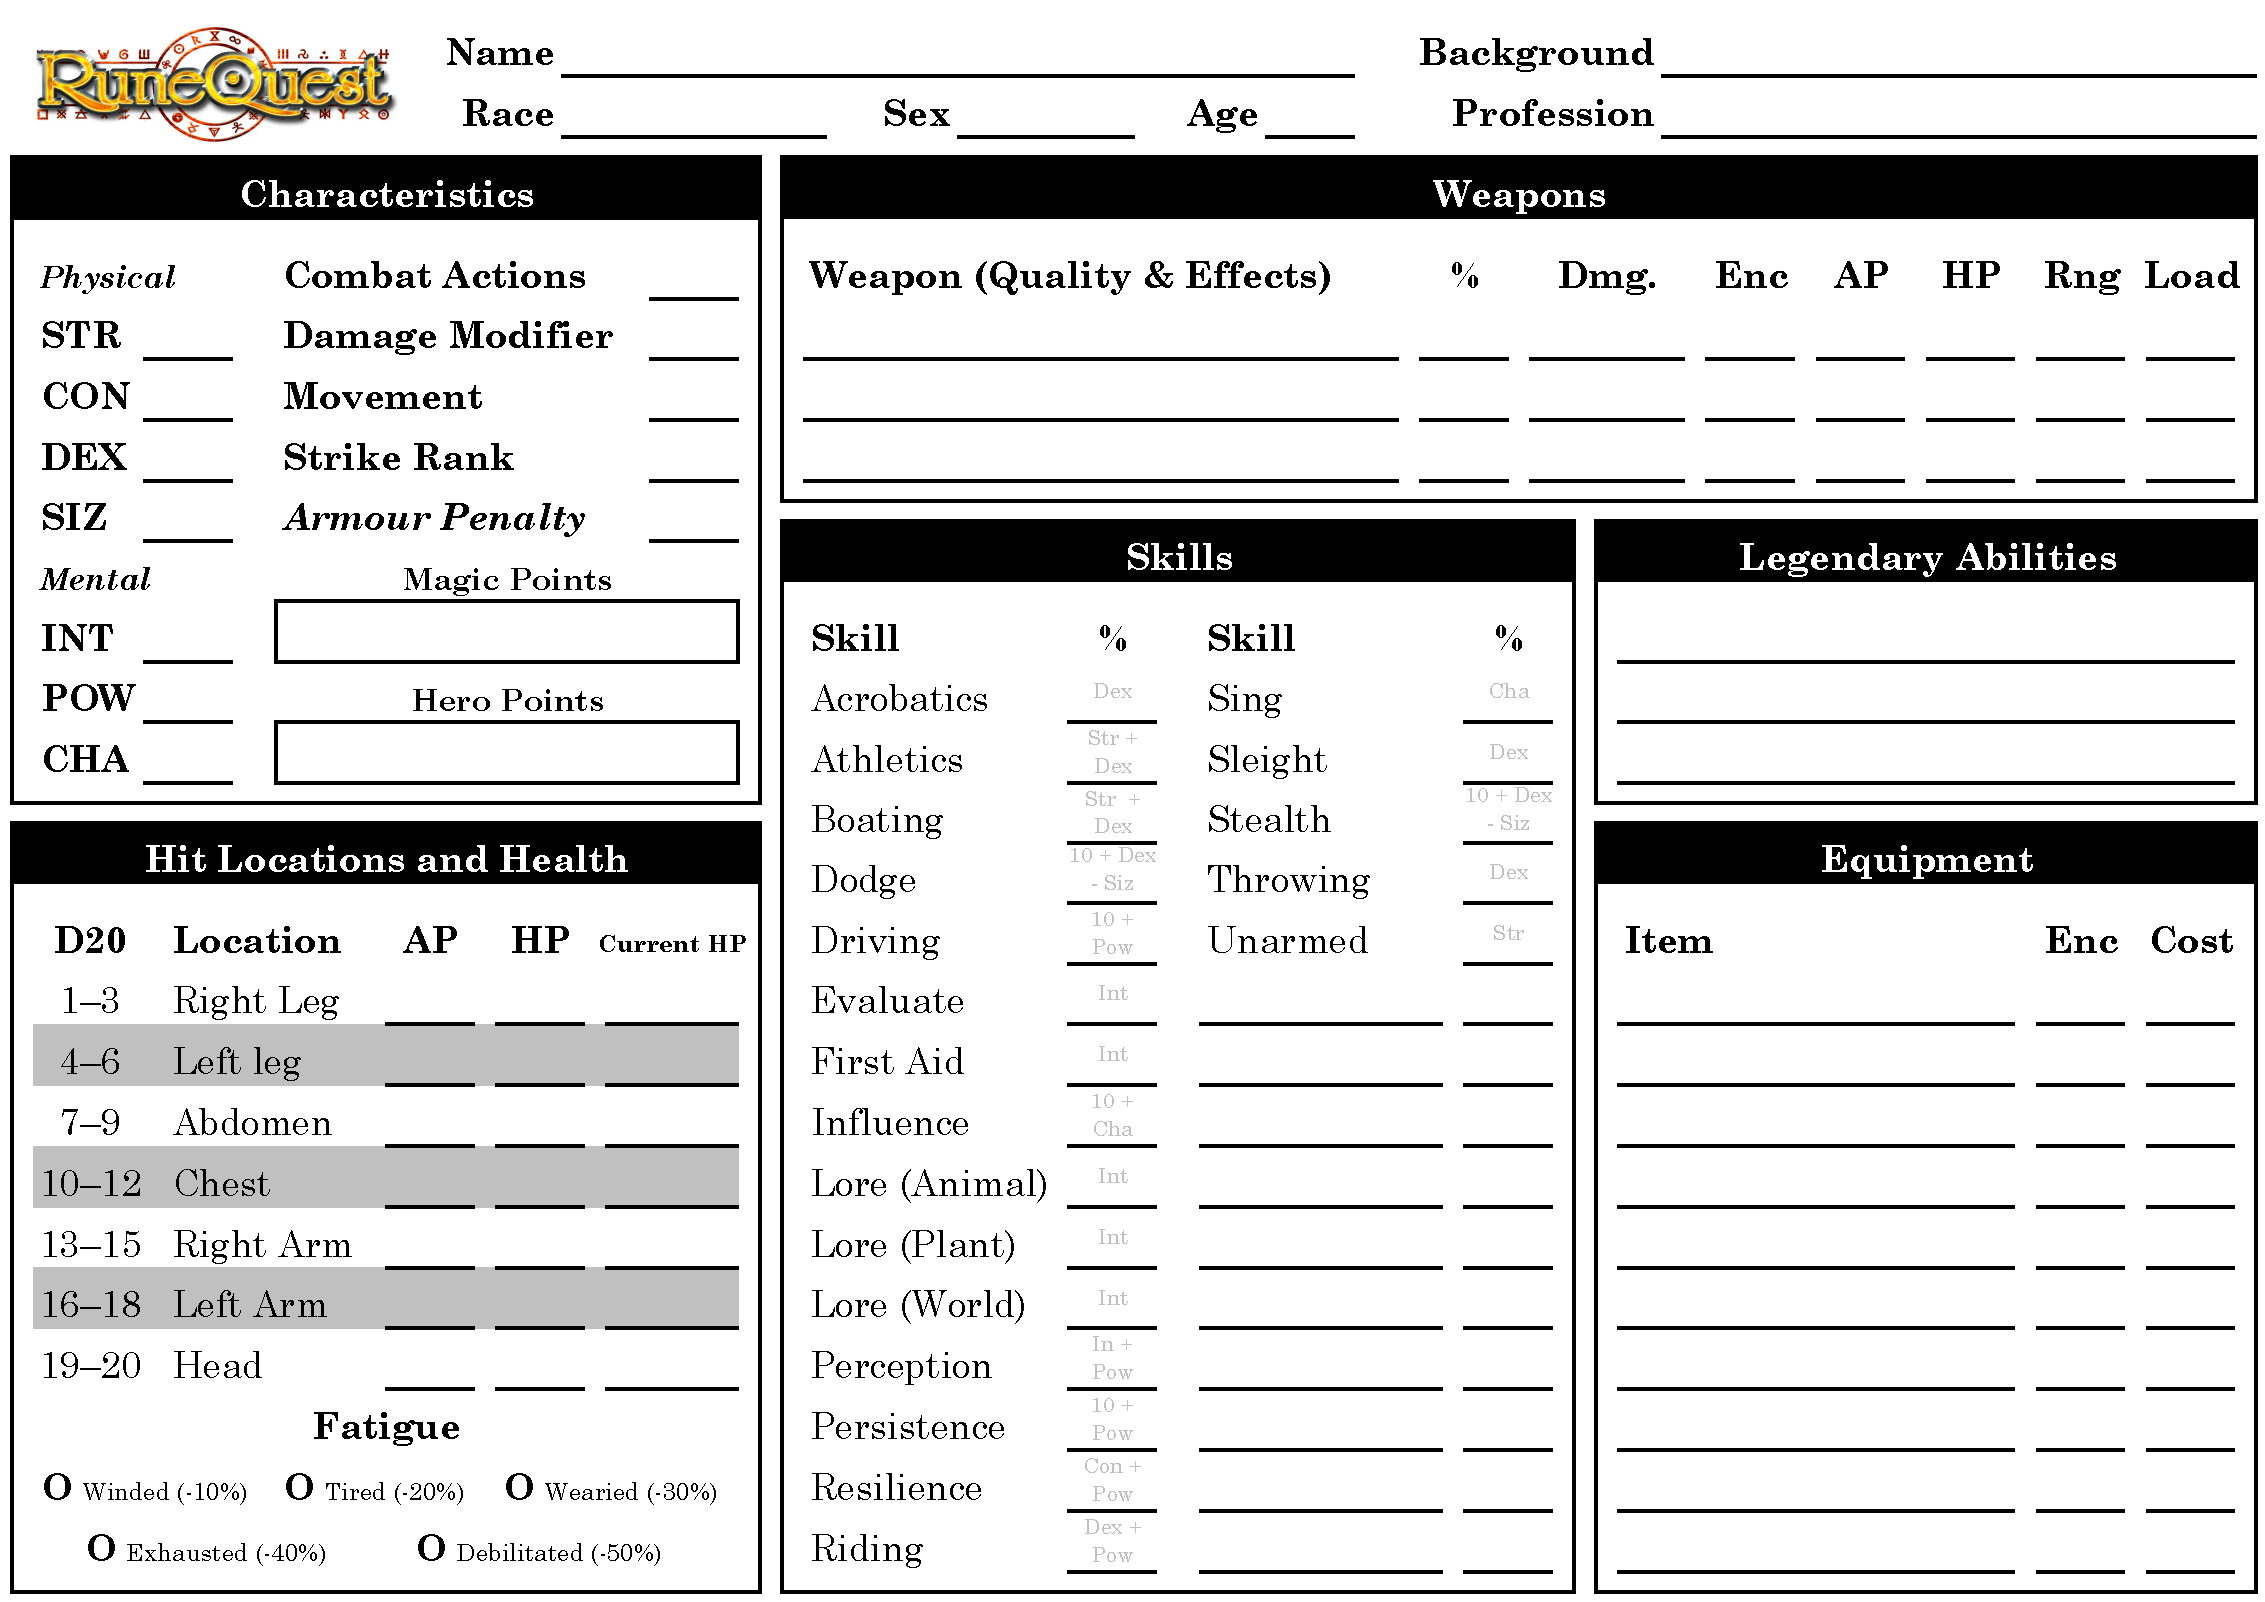 RuneQuest
Name
Background
Race
Sex
Age
Profession
Characteristics
Physical
Combat Actions
STR
Damage Modifier
CON
Movement
DEX
Strike Rank
SIZ
Armour Penalty
Mental
Magic Points
INT
POW
Hero Points
CHA
Weapons
Weapon (Quality & Effects) % Dmg. Enc AP HP Rng Load
Hit Locations and Health
D20 Location AP HP Current HP
1–3 Right Leg
4–6 Left leg
7–9 Abdomen
10–12 Chest
13–15 Right Arm
16–18 Left Arm
19–20 Head
Fatigue
O Winded (-10%) O Tired (-20%) O Wearied (-30%)
O Exhausted (-40%) O Debilitated (-50%)
Skills
Skill %
Acrobatics Dex
Athletics Str +
Dex
Boating Str +
Dex
Dodge 10 + Dex
- Siz
Driving 10 +
Pow
Evaluate Int
First Aid Int
Influence 10 +
Cha
Lore (Animal) Int
Lore (Plant) Int
Lore (World) Int
Perception In +
Pow
Persistence 10 +
Pow
Resilience Con +
Pow
Riding Dex +
Pow
Skill %
Sing Cha
Sleight Dex
Stealth 10 + Dex
- Siz
Throwing Dex
Unarmed Str
Legendary Abilities
Equipment
Item Enc Cost